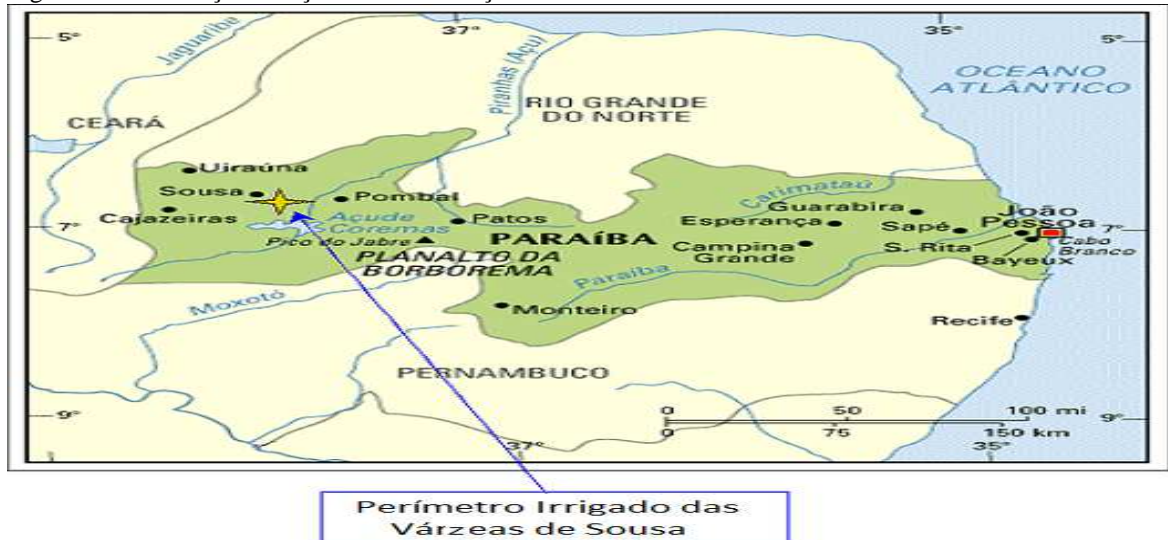 37°
35°
5°
5°
Jaguaribe
Piranhas (Açu)
OCEANO
ATLÂNTICO
CEARÁ
RIO GRANDE
DO NORTE
Uiraúna
Sousa
Pombal
Cajazeiras
Açude
Coremas
Patos
Pico do Jabre
7°
PARAÍBA
PLANALTO DA
BORBOREMA
Curimataú
Guarabira
Esperança
Sapé
João
Pessoa
7°
Campina
Grande
S. Rita
Cabo
Branco
Bayeux
Paraíba
Moxotó
Monteiro
Recife
PERNAMBUCO
0 50 100 mi
0 75 150 km
9°
9°
37°
35°
Perímetro Irrigado das
Várzeas de Sousa